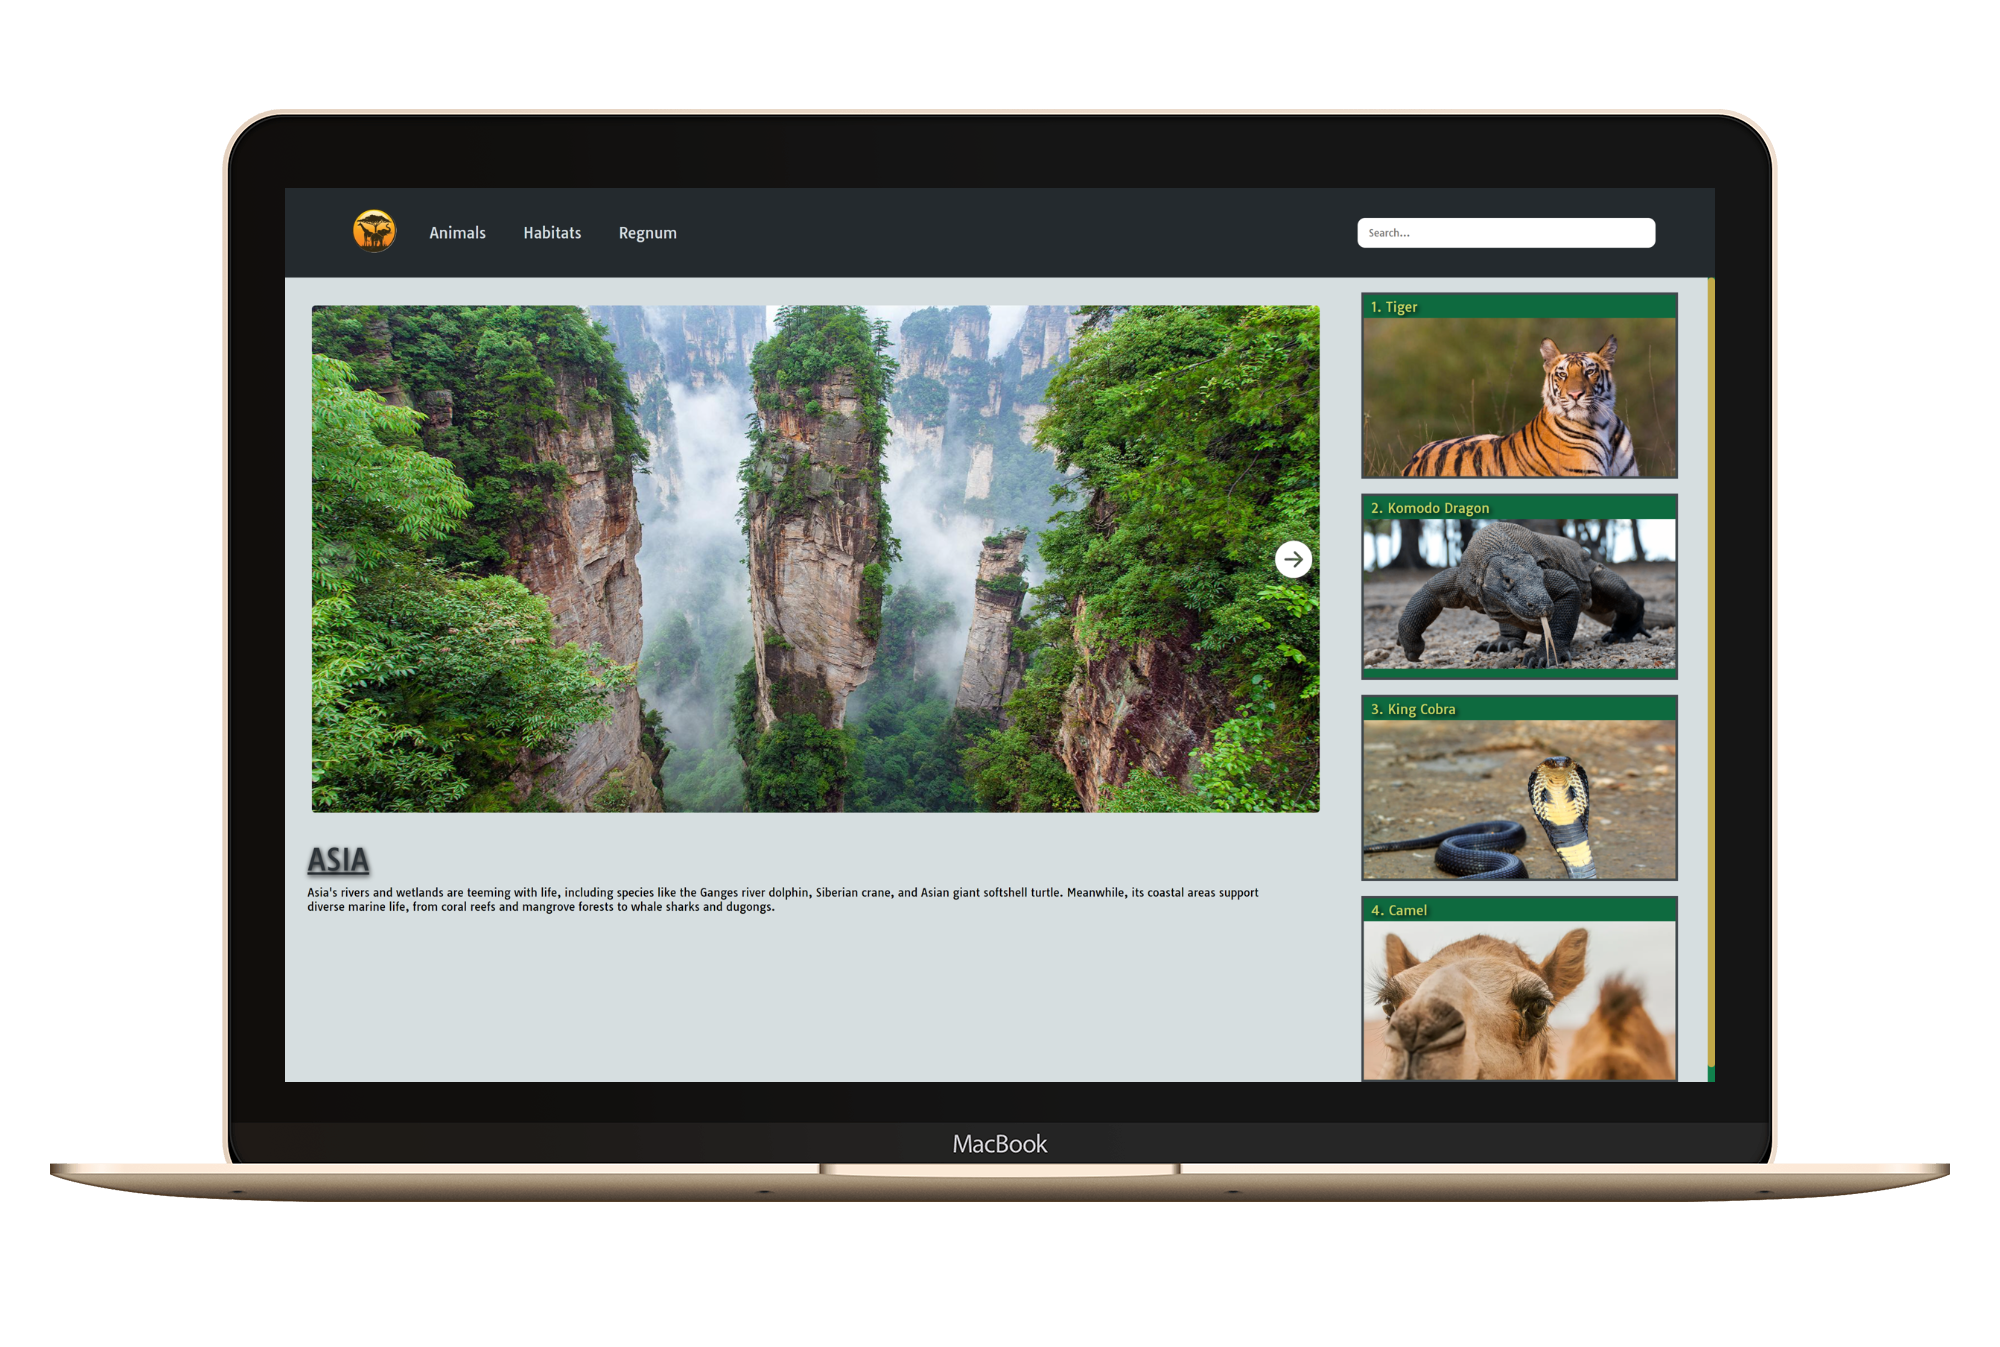 Animals Habitats Regnum
Search...
ASIA
Asia's rivers and wetlands are teeming with life, including species like the Ganges river dolphin, Siberian crane, and Asian giant softshell turtle. Meanwhile, its coastal areas support
diverse marine life, from coral reefs and mangrove forests to whale sharks and dugongs.
1. Tiger
2. Komodo Dragon
3. King Cobra
4. Camel
MacBook